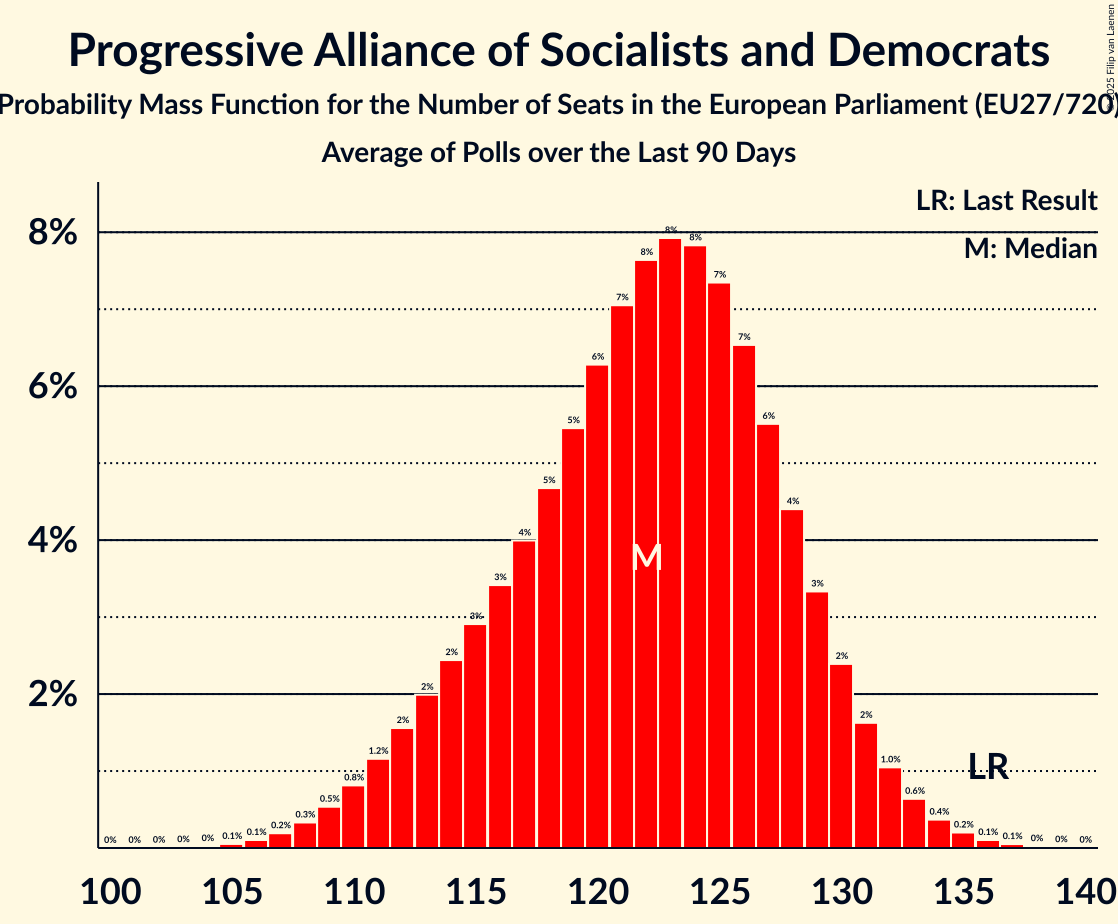 Progressive Alliance of Socialists and Democrats
Probability Mass Function for the Number of Seats in the European Parliament (EU27/720)
Average of Polls over the Last 90 Days
© 2025 Filip van Laenen
LR: Last Result
M: Median
8%
6%
4%
2%
0% 0% 0% 0% 0% 0.1% 0.1% 0.2% 0.3% 0.5% 0.8% 1.2% 2% 2% 2% 3% 3% 4% 5% 5% 6% 7% 8% 8% 8% 7% 7% 6% 4% 3% 2% 2% 1.0% 0.6% 0.4% 0.2% 0.1% 0.1% 0% 0% 0%
M
LR
100 105 110 115 120 125 130 135 140